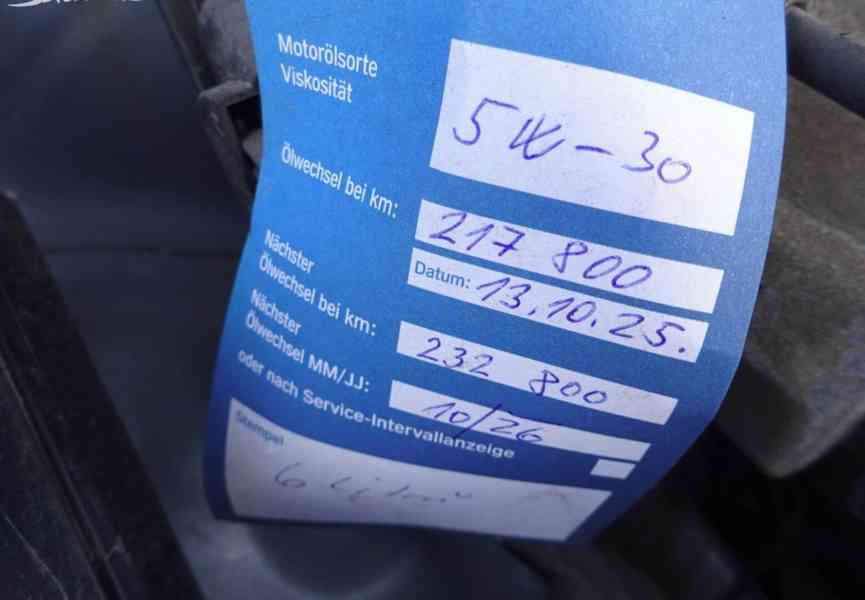 Motorölsorte
Viskosität
5W-30
Ölwechsel bei km:
217 800
Datum: 13.10.25.
Nächster
Ölwechsel bei km:
232 800
Nächster
Ölwechsel MM/JJ:
10/26
oder nach Service-Intervallanzeige
Stempel
6